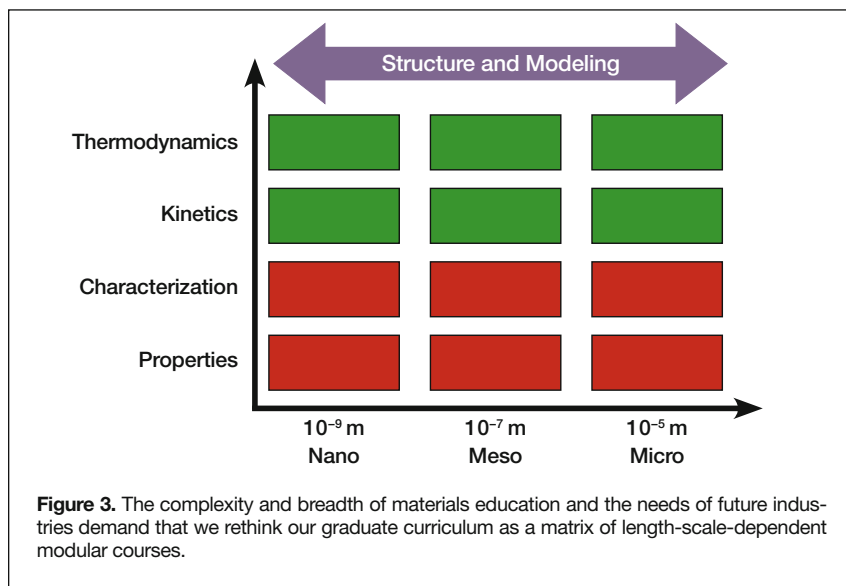 Structure and Modeling
Thermodynamics
Kinetics
Characterization
Properties
10⁻⁹ m
Nano
10⁻⁷ m
Meso
10⁻⁵ m
Micro
Figure 3. The complexity and breadth of materials education and the needs of future indus-
tries demand that we rethink our graduate curriculum as a matrix of length-scale-dependent
modular courses.